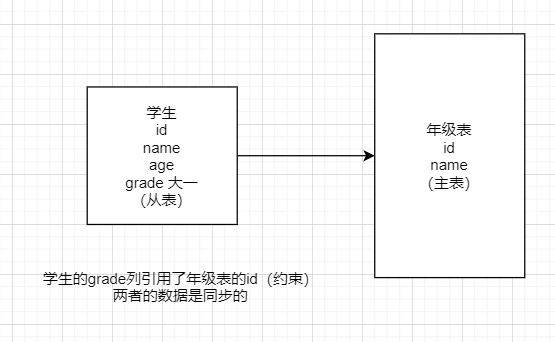 学生
id
name
age
grade 大一
（从表）
年级表
id
name
（主表）
学生的grade列引用了年级表的id（约束）
两者的数据是同步的